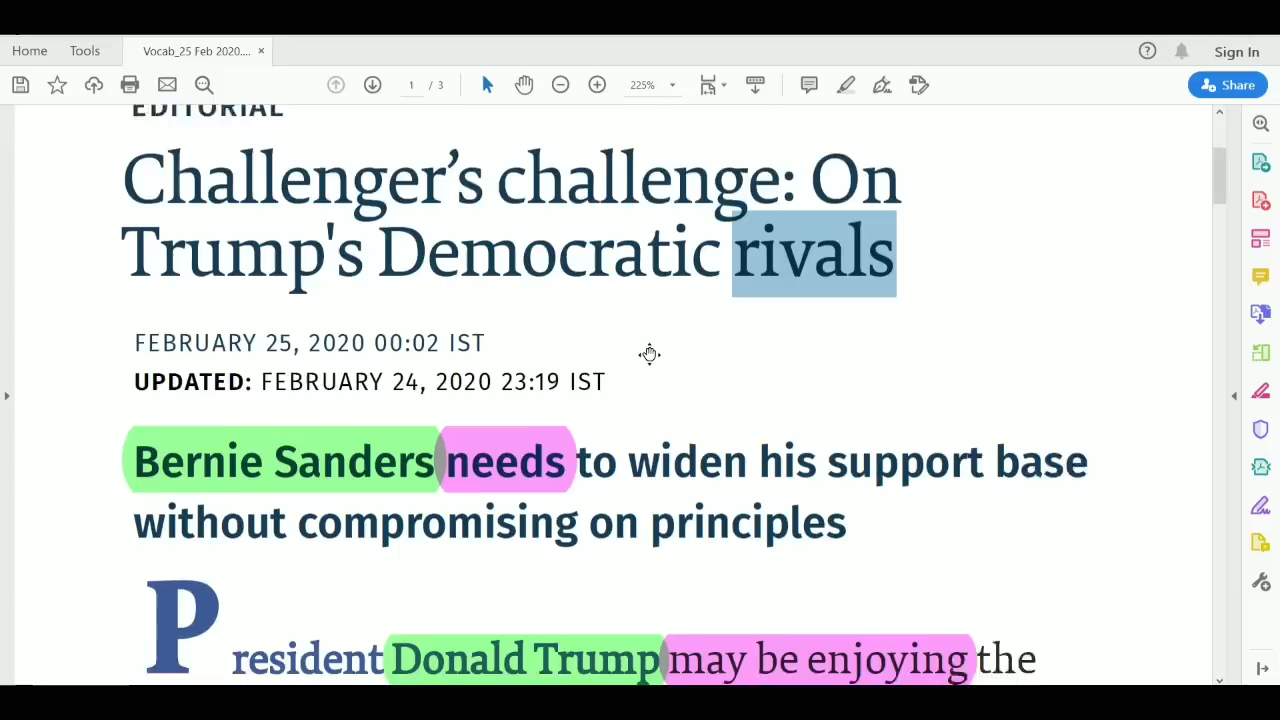 Home Tools Vocab_25 Feb 2020.... × Sign In
1 / 3 225% Share
EDITORIAL
Challenger’s challenge: On
Trump's Democratic rivals
FEBRUARY 25, 2020 00:02 IST
UPDATED: FEBRUARY 24, 2020 23:19 IST
Bernie Sanders needs to widen his support base
without compromising on principles
President Donald Trump may be enjoying the